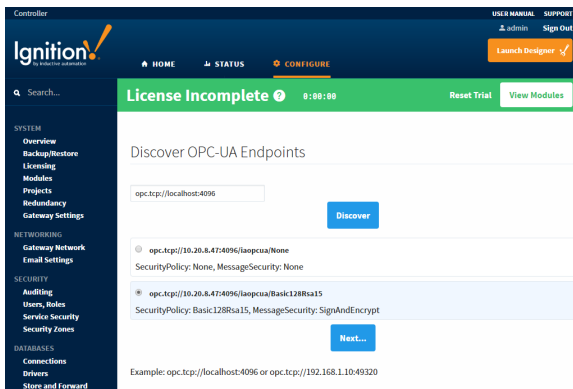 Controller
USER MANUAL SUPPORT
admin Sign Out
Ignition!
by inductive automation
Launch Designer
HOME STATUS CONFIGURE
Search...
License Incomplete ? 0:00:00 Reset Trial View Modules
SYSTEM
Overview
Backup/Restore
Licensing
Modules
Projects
Redundancy
Gateway Settings
NETWORKING
Gateway Network
Email Settings
SECURITY
Auditing
Users, Roles
Service Security
Security Zones
DATABASES
Connections
Drivers
Store and Forward
Discover OPC-UA Endpoints
opc.tcp://localhost:4096
Discover
opc.tcp://10.20.8.47:4096/iaopcua/None
SecurityPolicy: None, MessageSecurity: None
opc.tcp://10.20.8.47:4096/iaopcua/Basic128Rsa15
SecurityPolicy: Basic128Rsa15, MessageSecurity: SignAndEncrypt
Next...
Example: opc.tcp://localhost:4096 or opc.tcp://192.168.1.10:49320